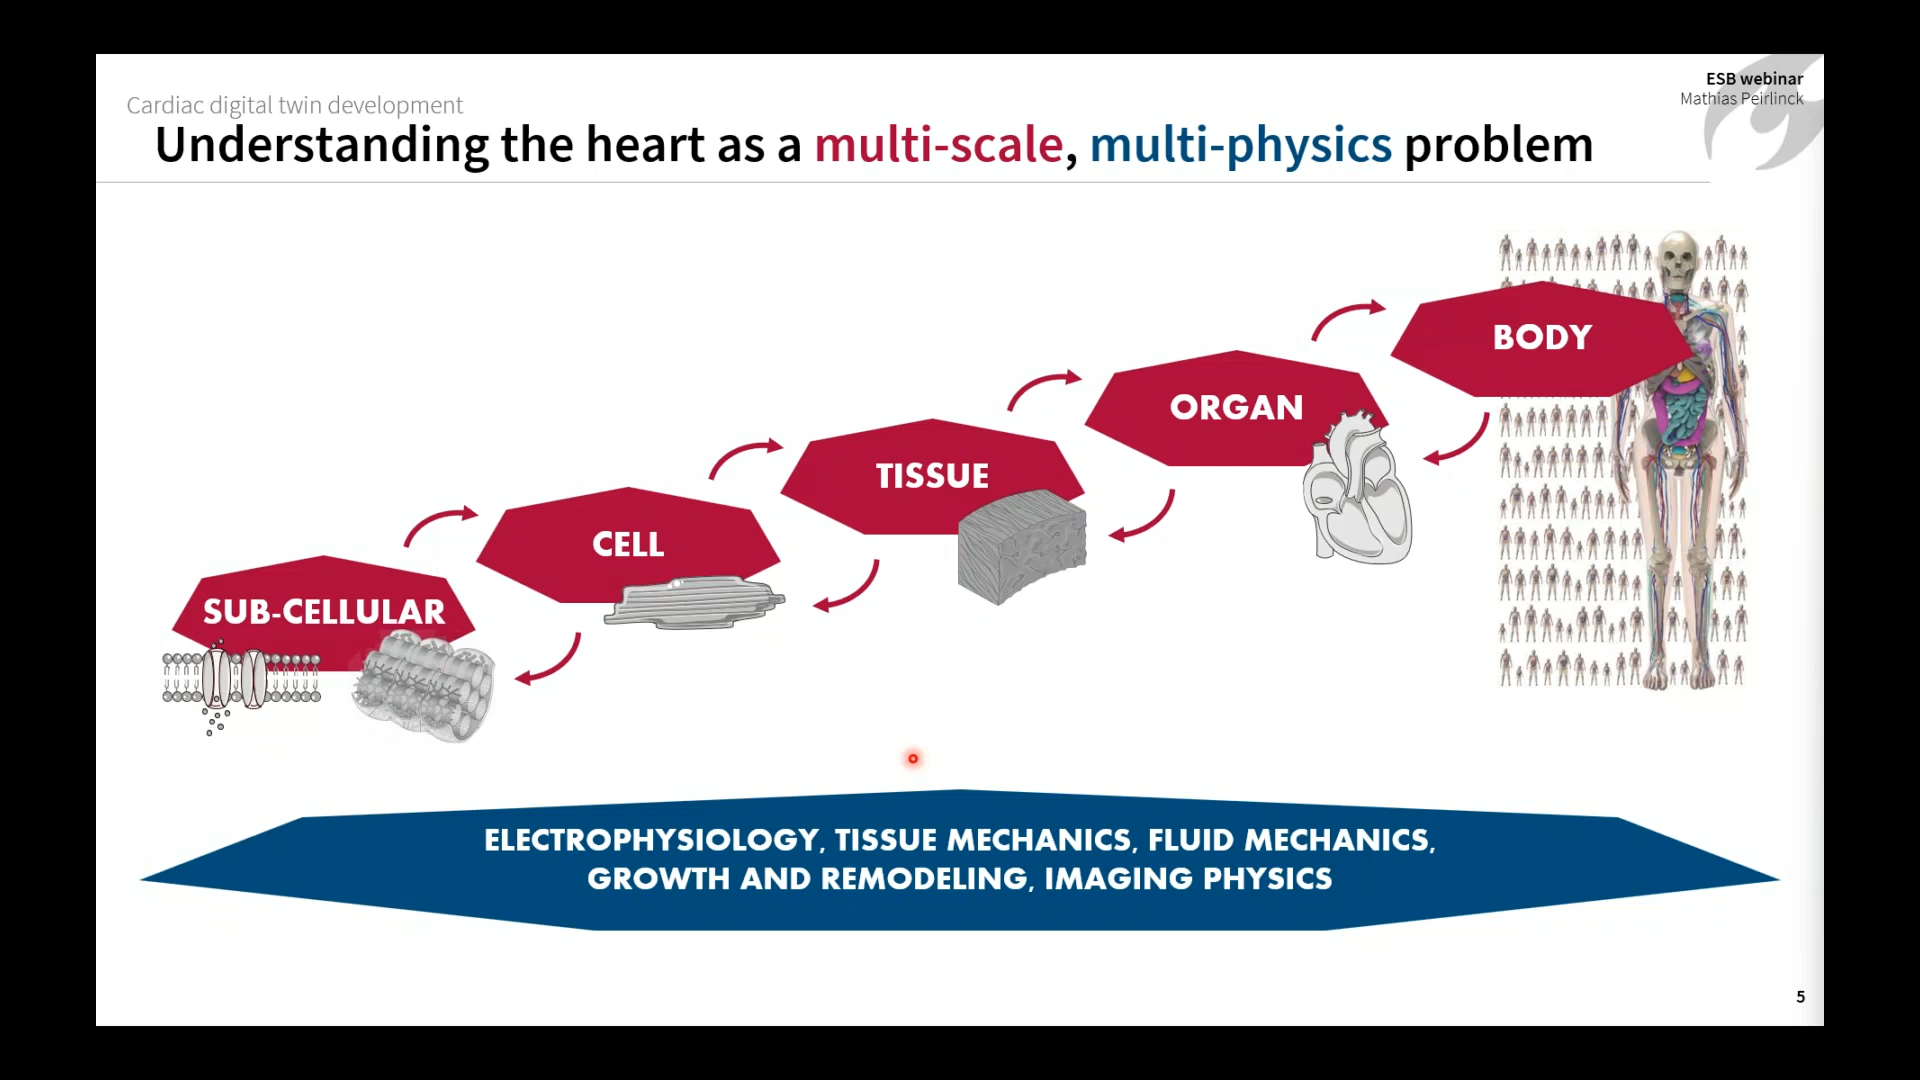 ESB webinar
Mathias Peirlinck
Cardiac digital twin development
Understanding the heart as a multi-scale, multi-physics problem
BODY
ORGAN
TISSUE
CELL
SUB-CELLULAR
ELECTROPHYSIOLOGY, TISSUE MECHANICS, FLUID MECHANICS,
GROWTH AND REMODELING, IMAGING PHYSICS
5